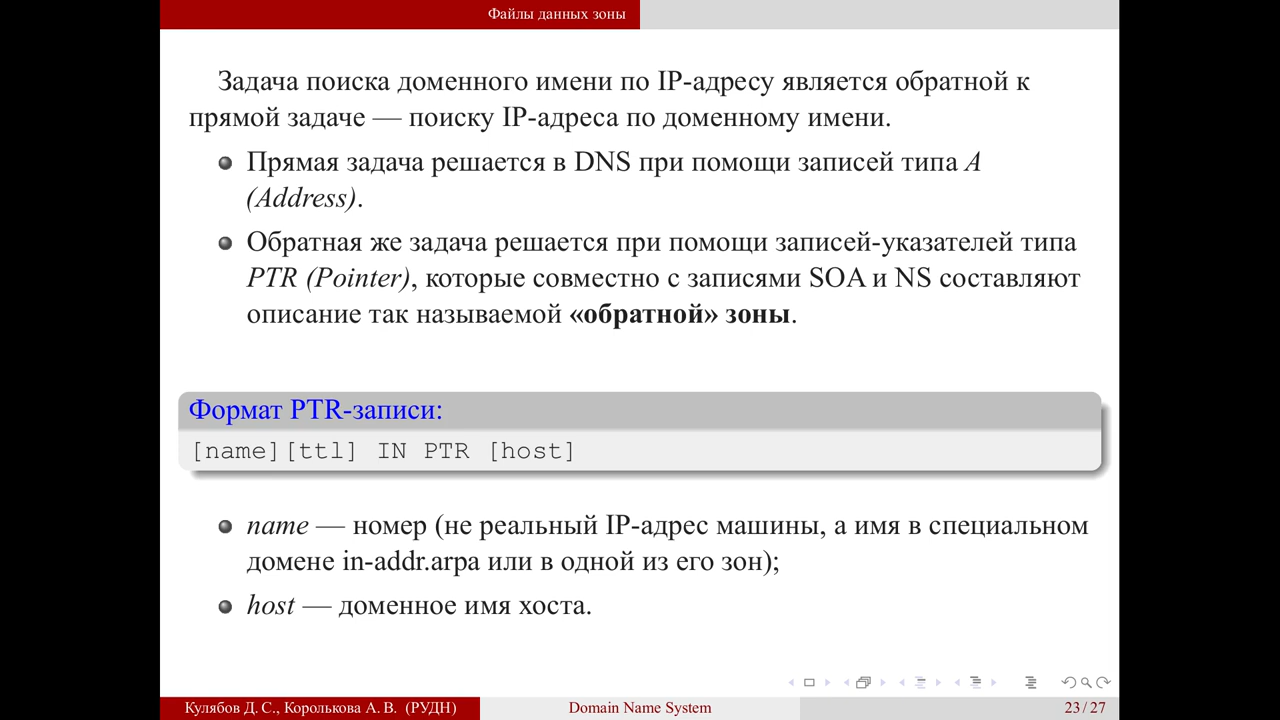 Файлы данных зоны
Задача поиска доменного имени по IP-адресу является обратной к
прямой задаче — поиску IP-адреса по доменному имени.
Прямая задача решается в DNS при помощи записей типа A
(Address).
Обратная же задача решается при помощи записей-указателей типа
PTR (Pointer), которые совместно с записями SOA и NS составляют
описание так называемой «обратной» зоны.
Формат PTR-записи:
[name][ttl] IN PTR [host]
name — номер (не реальный IP-адрес машины, а имя в специальном
домене in-addr.arpa или в одной из его зон);
host — доменное имя хоста.
Кулябов Д. С., Королькова А. В. (РУДН)
Domain Name System
23 / 27